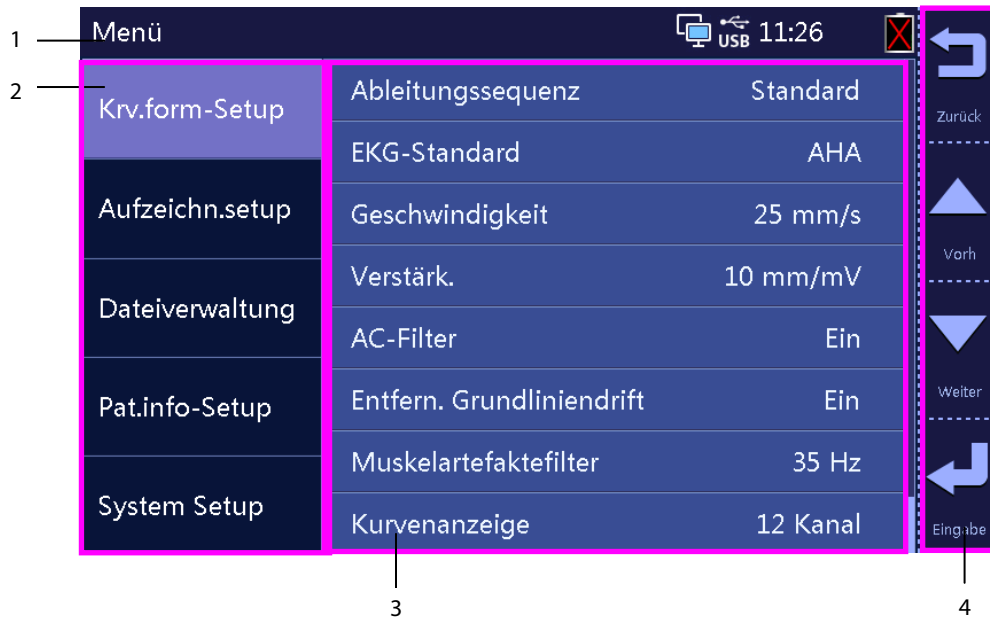 Menü
USB 11:26
1
2
Krv.form-Setup
Aufzeichn.setup
Dateiverwaltung
Pat.info-Setup
System Setup
Ableitungssequenz Standard
EKG-Standard AHA
Geschwindigkeit 25 mm/s
Verstärk. 10 mm/mV
AC-Filter Ein
Entfern. Grundliniendrift Ein
Muskelartefaktefilter 35 Hz
Kurvenanzeige 12 Kanal
Zurück
Vorh
Weiter
Eingabe
3
4